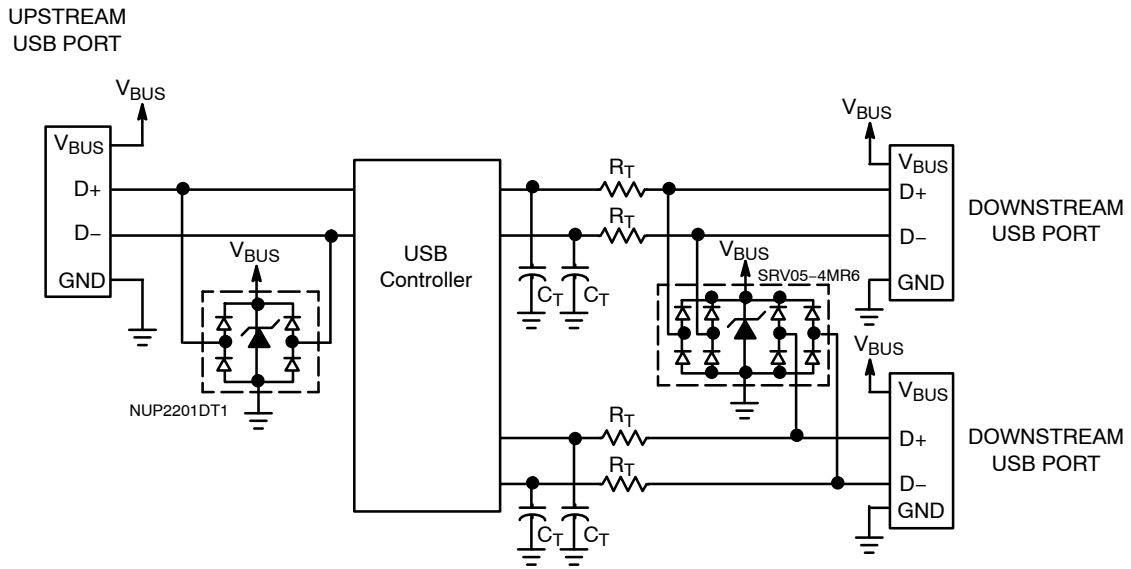 UPSTREAM
USB PORT
VBUS
VBUS
D+
D−
GND
VBUS
NUP2201DT1
USB
Controller
RT
RT
CT
CT
VBUS
SRV05−4MR6
VBUS
VBUS
D+
D−
GND
DOWNSTREAM
USB PORT
RT
RT
CT
CT
VBUS
VBUS
D+
D−
GND
DOWNSTREAM
USB PORT